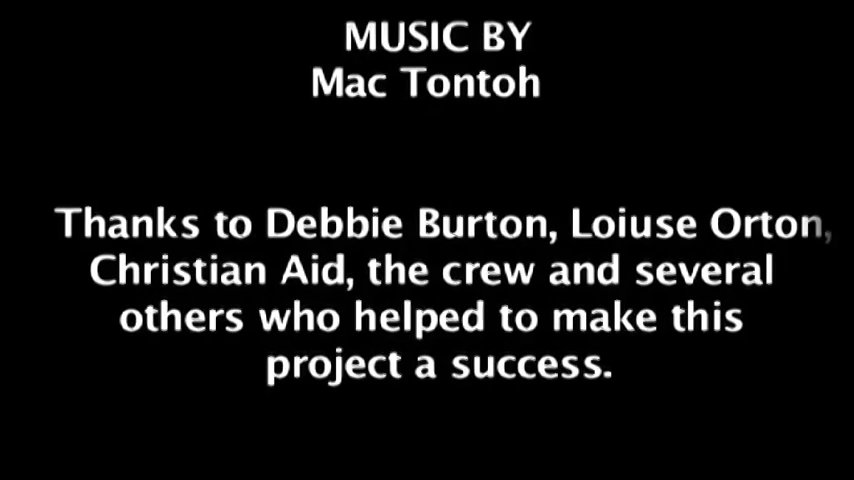 MUSIC BY
Mac Tontoh
Thanks to Debbie Burton, Loiuse Orton,
Christian Aid, the crew and several
others who helped to make this
project a success.